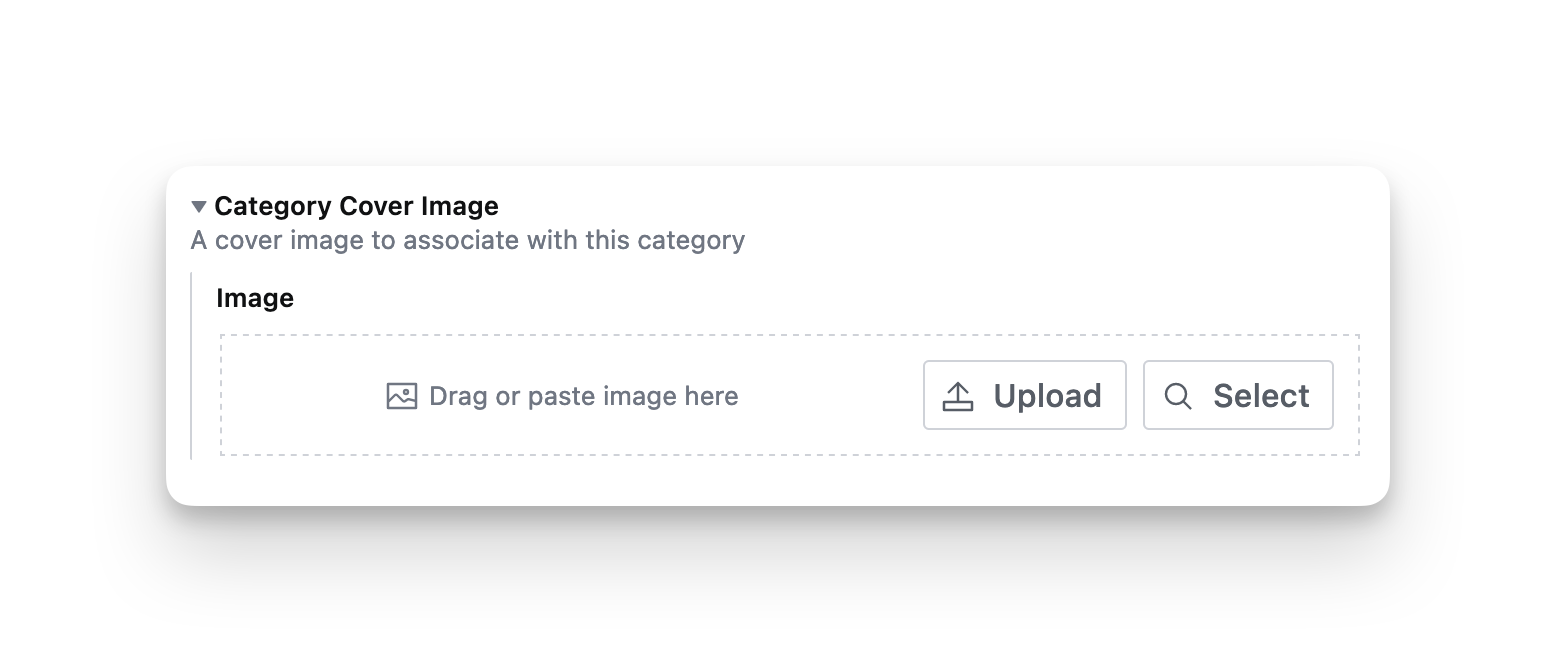 Category Cover Image
A cover image to associate with this category
Image
Drag or paste image here
Upload
Select